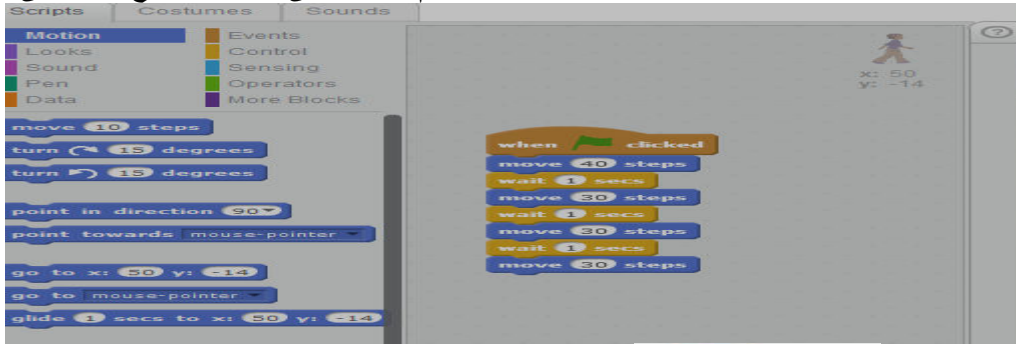 Scripts Costumes Sounds
Motion Events
Looks Control
Sound Sensing
Pen Operators
Data More Blocks
move 10 steps
turn 15 degrees
turn 15 degrees
point in direction 90
point towards mouse-pointer
go to x: 50 y: -14
go to mouse-pointer
glide 1 secs to x: 50 y: -14
x: 50
y: -14
when clicked
move 40 steps
wait 1 secs
move 30 steps
wait 1 secs
move 30 steps
wait 1 secs
move 30 steps
?